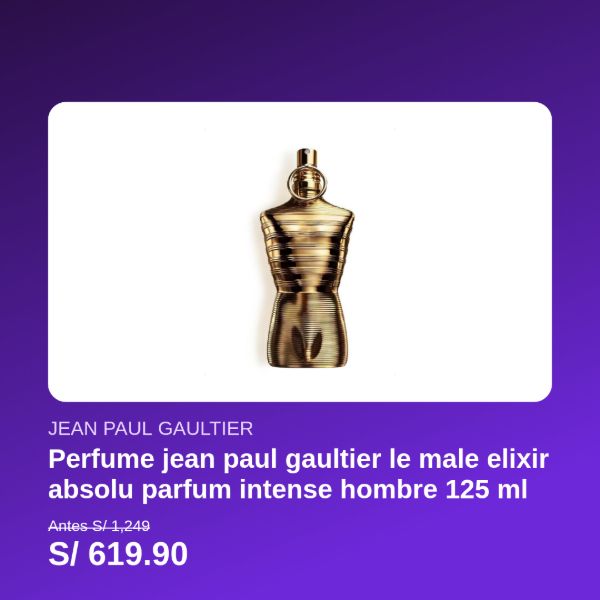 JEAN PAUL GAULTIER
Perfume jean paul gaultier le male elixir
absolu parfum intense hombre 125 ml
Antes S/ 1,249
S/ 619.90